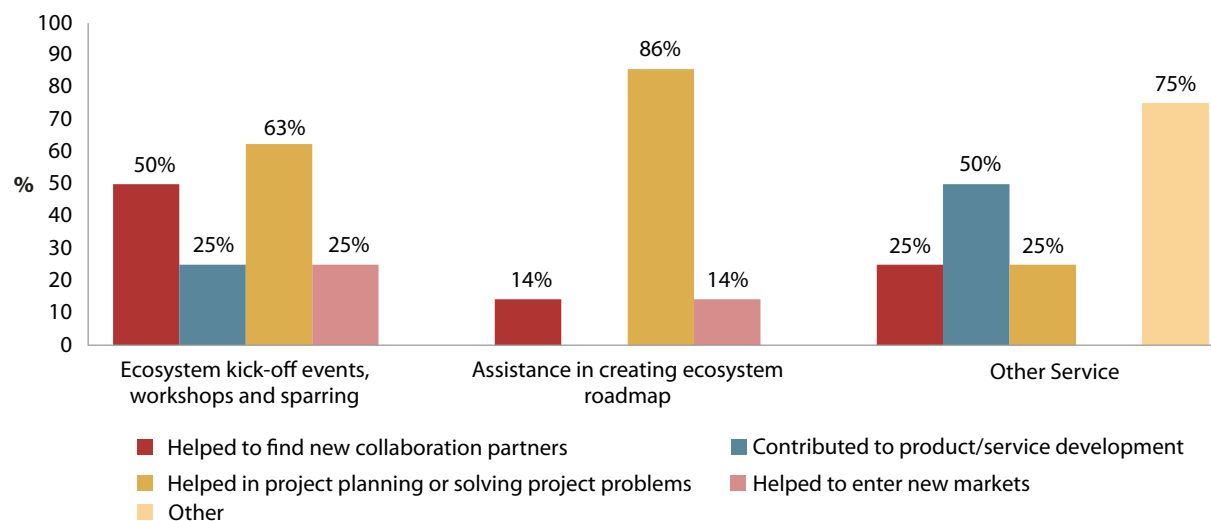 100
90
80
70
60
50
40
30
20
10
0
%
50%
25%
63%
25%
14%
86%
14%
25%
50%
25%
75%
Ecosystem kick-off events,
workshops and sparring
Assistance in creating ecosystem
roadmap
Other Service
Helped to find new collaboration partners
Contributed to product/service development
Helped in project planning or solving project problems
Helped to enter new markets
Other